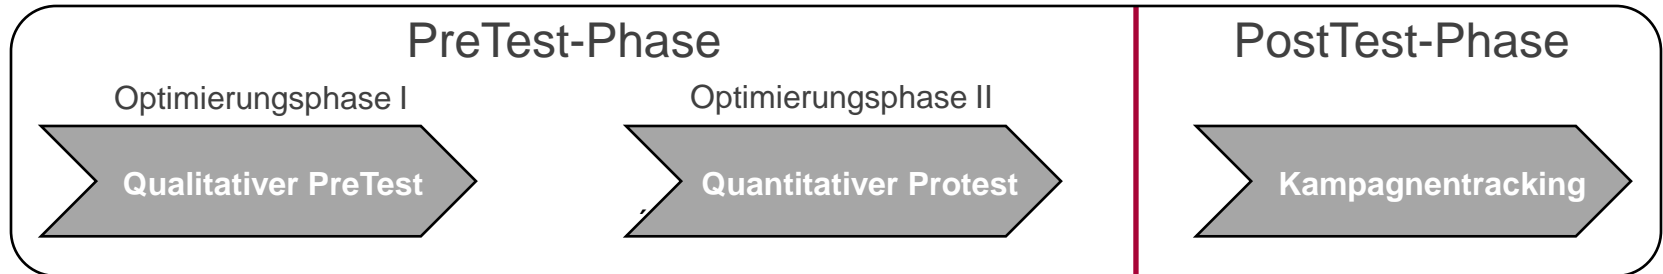 PreTest-Phase
PostTest-Phase
Optimierungsphase I
Optimierungsphase II
Qualitativer PreTest
Quantitativer Protest
Kampagnentracking